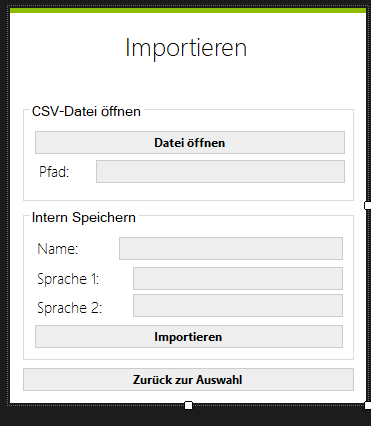 Importieren
CSV-Datei öffnen
Datei öffnen
Pfad:
Intern Speichern
Name:
Sprache 1:
Sprache 2:
Importieren
Zurück zur Auswahl